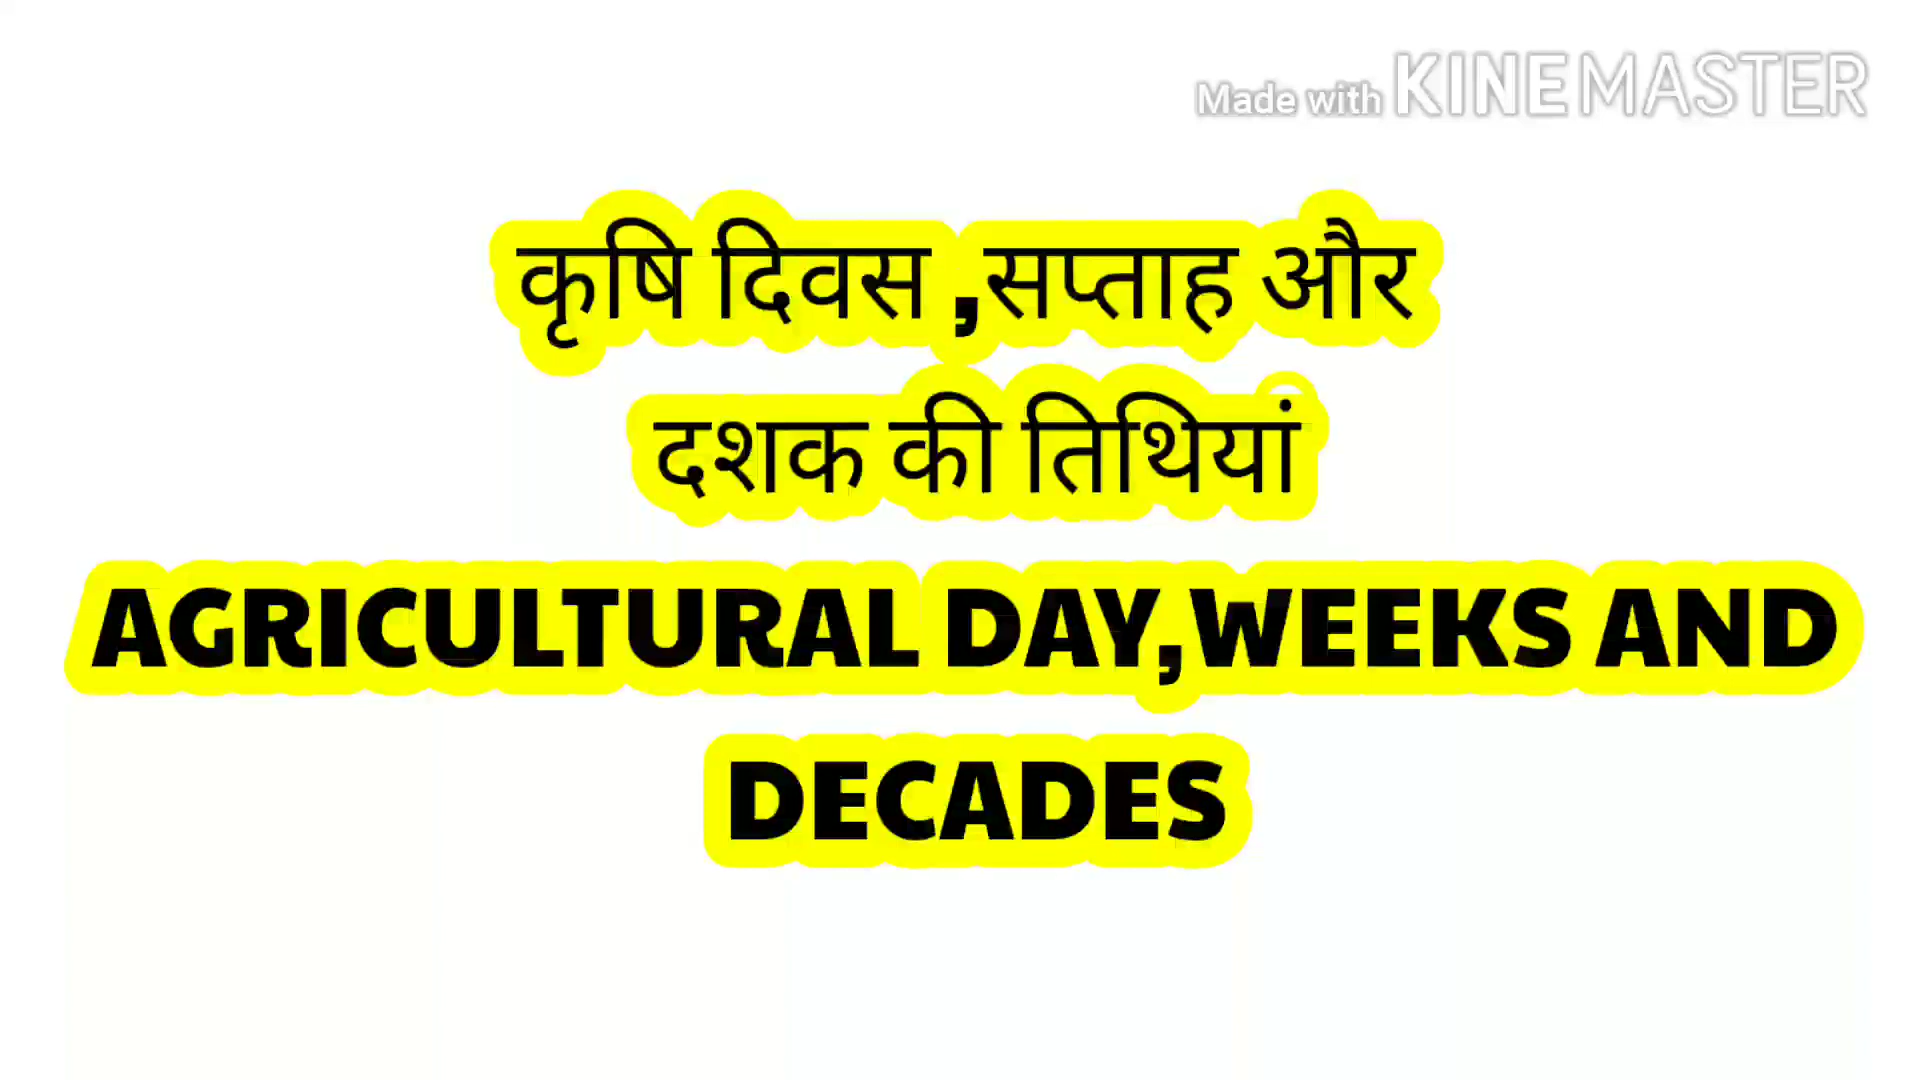 Made with KINEMASTER
कृषि दिवस ,सप्ताह और
दशक की तिथियां
AGRICULTURAL DAY,WEEKS AND
DECADES